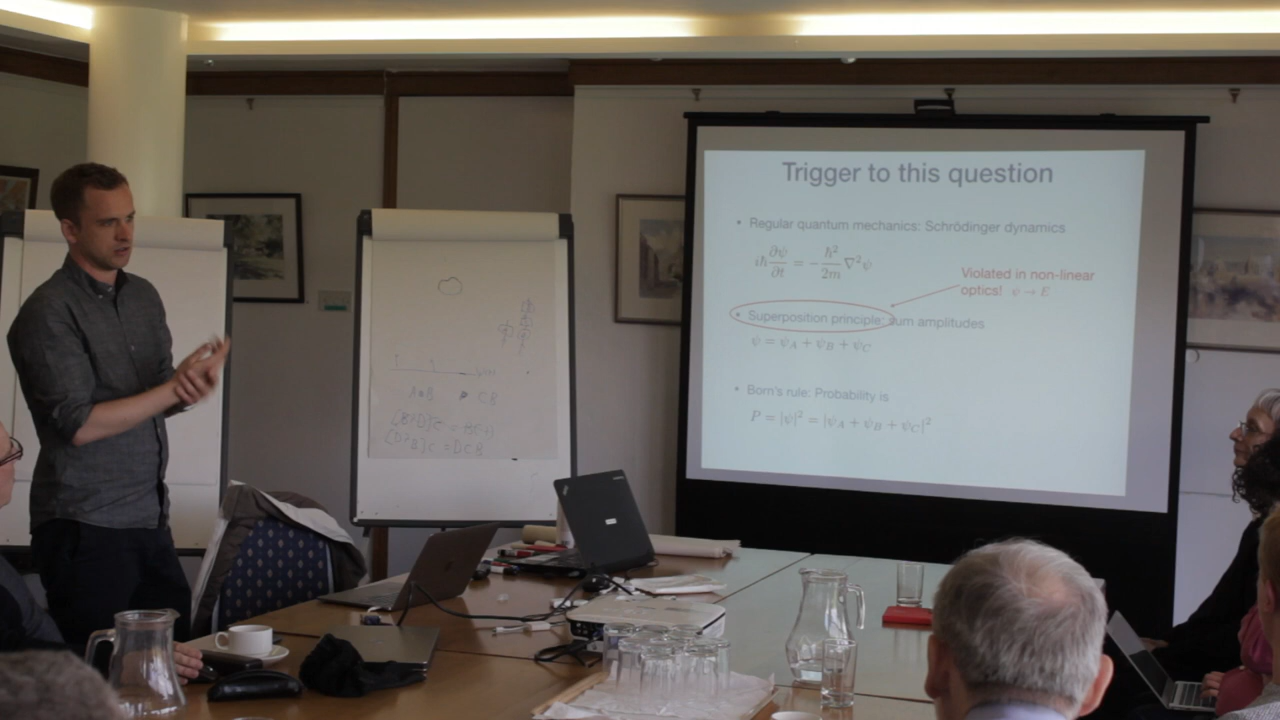 Trigger to this question
• Regular quantum mechanics: Schrödinger dynamics
iℏ ∂ψ/∂t = −ℏ²/2m ∇²ψ
Violated in non-linear
optics! ψ → E
• Superposition principle: sum amplitudes
ψ = ψ_A + ψ_B + ψ_C
• Born's rule: Probability is
P = |ψ|² = |ψ_A + ψ_B + ψ_C|²